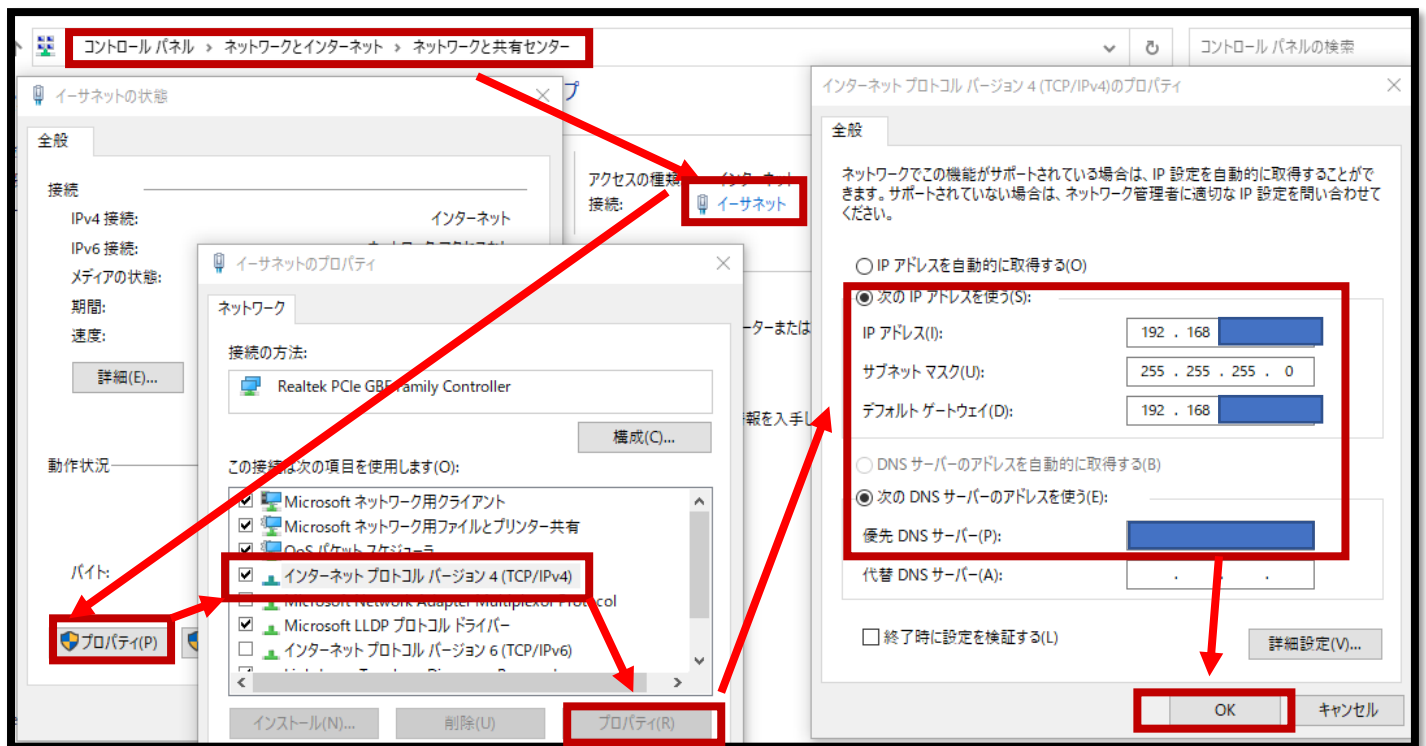 コントロール パネル › ネットワークとインターネット › ネットワークと共有センター
コントロール パネルの検索
イーサネットの状態
全般
接続
IPv4 接続:
インターネット
IPv6 接続:
メディアの状態:
期間:
速度:
詳細(E)...
動作状況
バイト:
プロパティ(P)
プ
アクセスの種類
インターネット
接続:
イーサネット
ーターまたは
報を入手し
イーサネットのプロパティ
ネットワーク
接続の方法:
Realtek PCIe GBE Family Controller
構成(C)...
この接続は次の項目を使用します(O):
Microsoft ネットワーク用クライアント
Microsoft ネットワーク用ファイルとプリンター共有
QoS パケット スケジューラ
インターネット プロトコル バージョン 4 (TCP/IPv4)
Microsoft Network Adapter Multiplexor Protocol
Microsoft LLDP プロトコル ドライバー
インターネット プロトコル バージョン 6 (TCP/IPv6)
インストール(N)...
削除(U)
プロパティ(R)
インターネット プロトコル バージョン 4 (TCP/IPv4)のプロパティ
全般
ネットワークでこの機能がサポートされている場合は、IP 設定を自動的に取得することがで
きます。サポートされていない場合は、ネットワーク管理者に適切な IP 設定を問い合わせて
ください。
IP アドレスを自動的に取得する(O)
次の IP アドレスを使う(S):
IP アドレス(I):
192 . 168
サブネット マスク(U):
255 . 255 . 255 . 0
デフォルト ゲートウェイ(D):
192 . 168
DNS サーバーのアドレスを自動的に取得する(B)
次の DNS サーバーのアドレスを使う(E):
優先 DNS サーバー(P):
代替 DNS サーバー(A):
. . .
終了時に設定を検証する(L)
詳細設定(V)...
OK
キャンセル